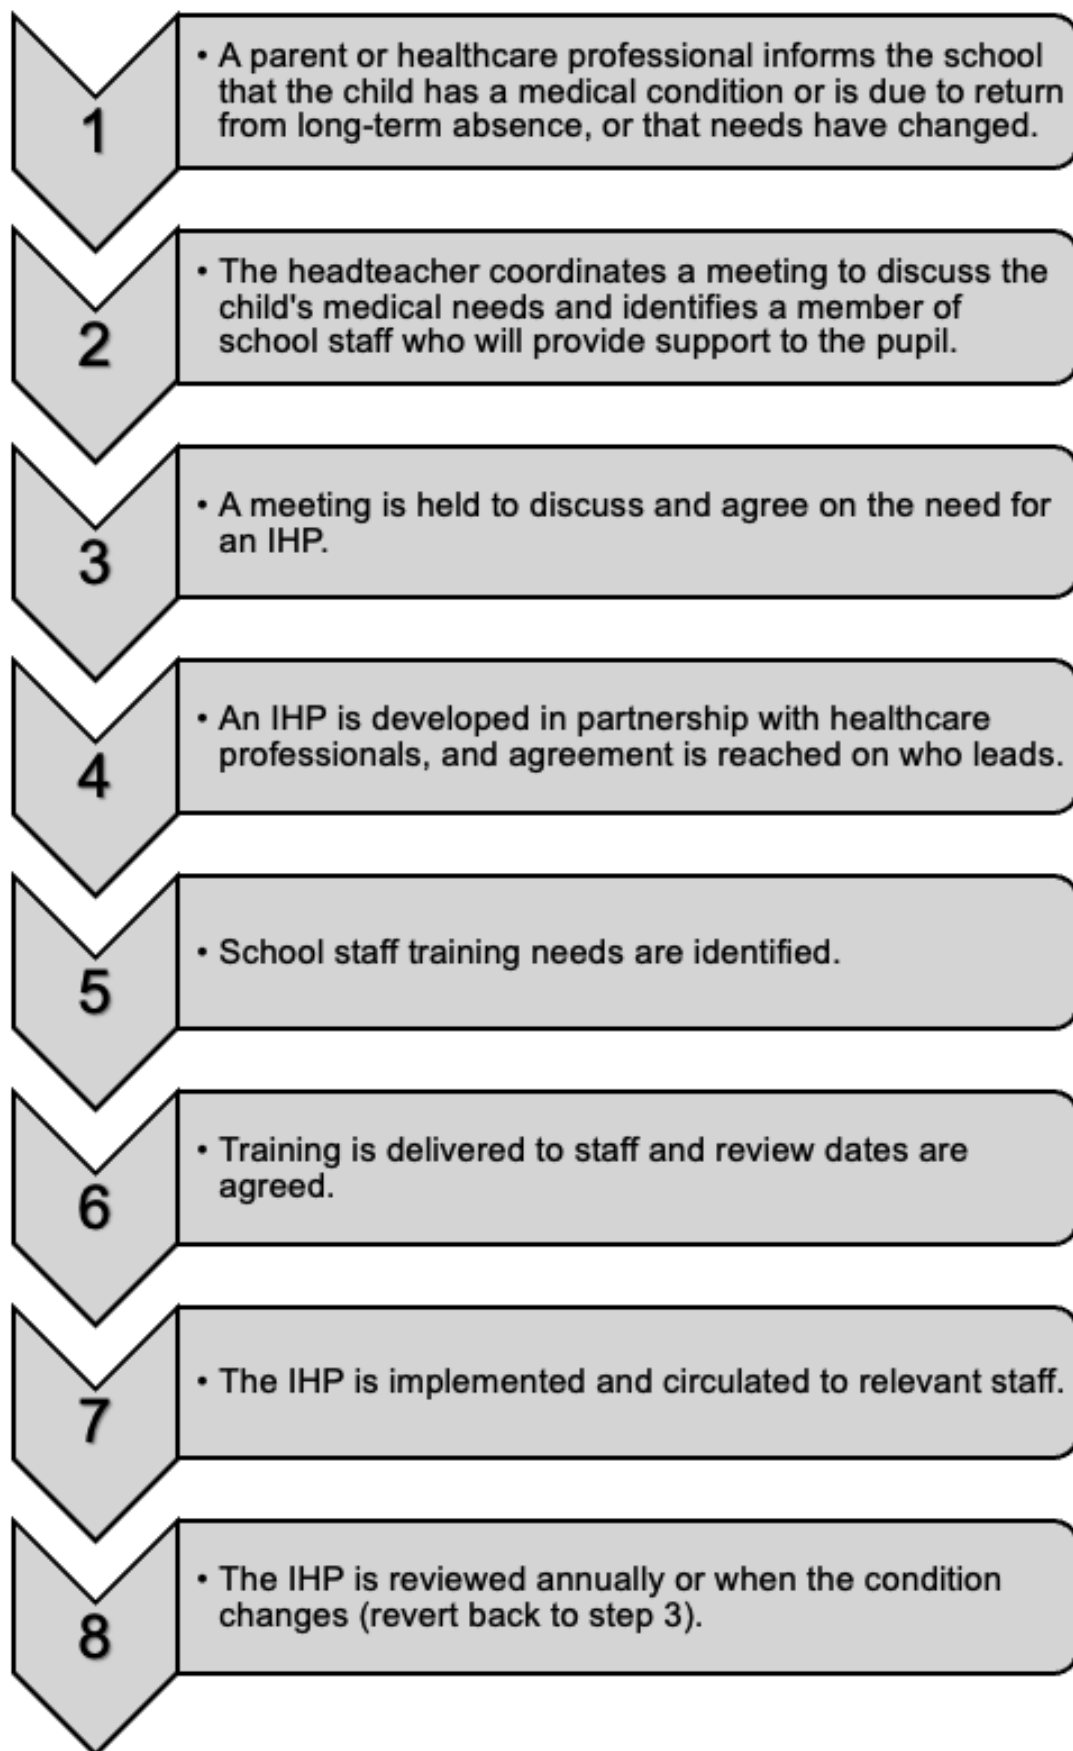 1
• A parent or healthcare professional informs the school
that the child has a medical condition or is due to return
from long-term absence, or that needs have changed.
2
• The headteacher coordinates a meeting to discuss the
child's medical needs and identifies a member of
school staff who will provide support to the pupil.
3
• A meeting is held to discuss and agree on the need for
an IHP.
4
• An IHP is developed in partnership with healthcare
professionals, and agreement is reached on who leads.
5
• School staff training needs are identified.
6
• Training is delivered to staff and review dates are
agreed.
7
• The IHP is implemented and circulated to relevant staff.
8
• The IHP is reviewed annually or when the condition
changes (revert back to step 3).